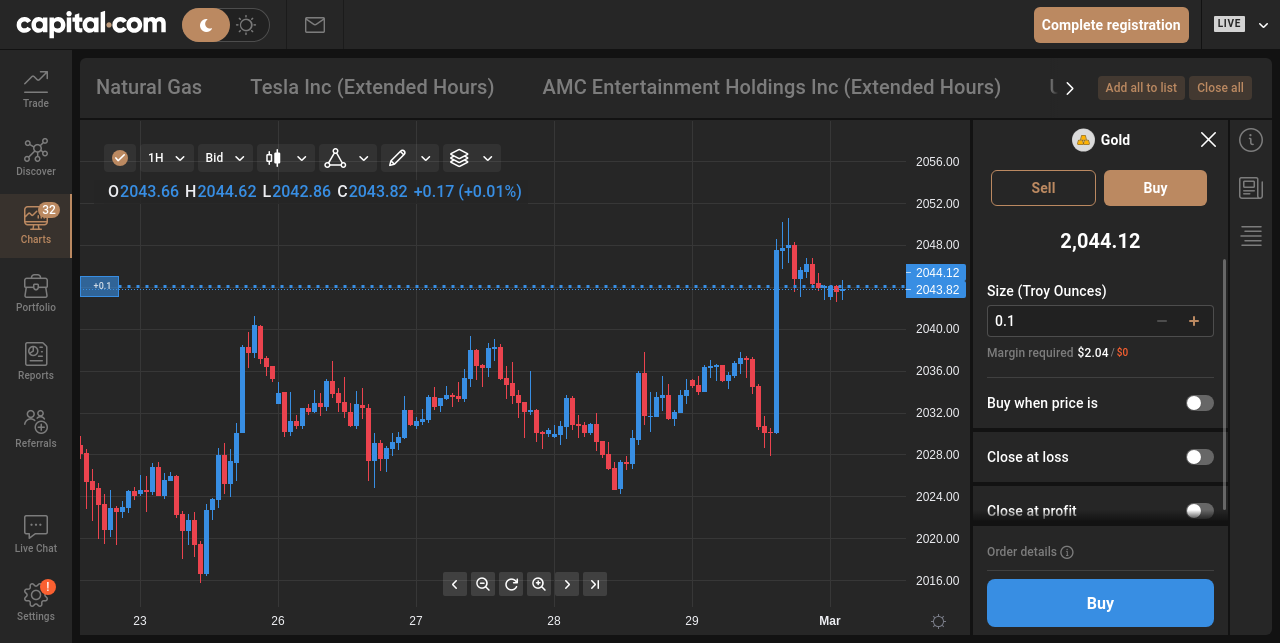 capital.com
Complete registration
LIVE
Trade
Discover
32
Charts
Portfolio
Reports
Referrals
Live Chat
!
Settings
Natural Gas
Tesla Inc (Extended Hours)
AMC Entertainment Holdings Inc (Extended Hours)
Add all to list
Close all
1H
Bid
O2043.66 H2044.62 L2042.86 C2043.82 +0.17 (+0.01%)
+0.1
2056.00
2052.00
2048.00
2044.12
2043.82
2040.00
2036.00
2032.00
2028.00
2024.00
2020.00
2016.00
23
26
27
28
29
Mar
Gold
Sell
Buy
2,044.12
Size (Troy Ounces)
0.1
− +
Margin required $2.04 / $0
Buy when price is
Close at loss
Close at profit
Order details
Buy